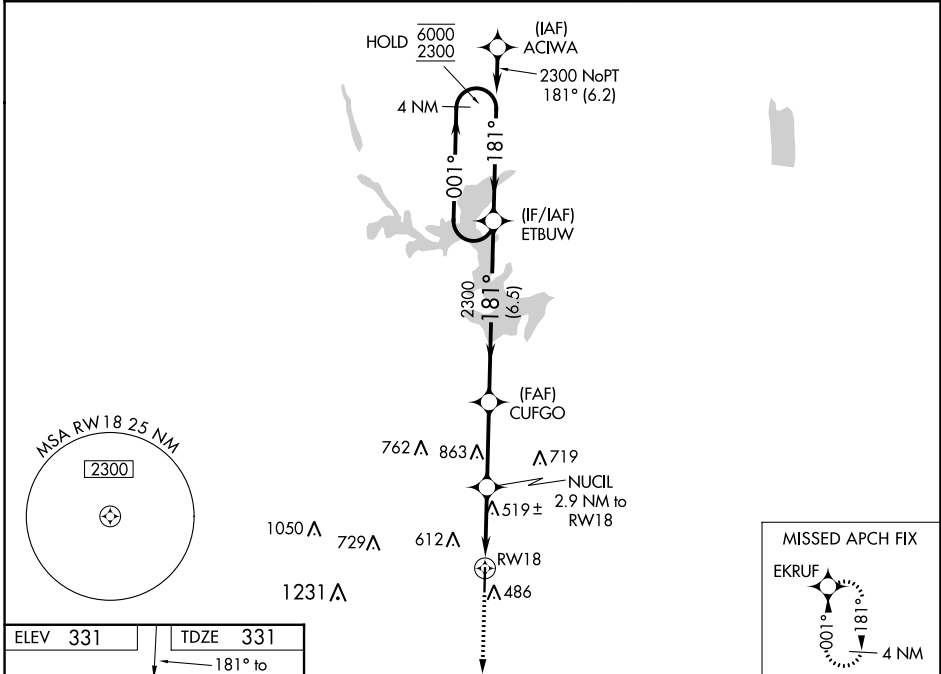 HOLD 6000
2300
(IAF)
ACIWA
2300 NoPT
181° (6.2)
4 NM
001°
181°
(IF/IAF)
ETBUW
2300
181°
(6.5)
(FAF)
CUFGO
MSA RW18 25 NM
2300
762
863
719
NUCIL
2.9 NM to
RW18
519±
1050
729
612
RW18
1231
486
MISSED APCH FIX
EKRUF
001°
181°
4 NM
ELEV 331
TDZE 331
181° to